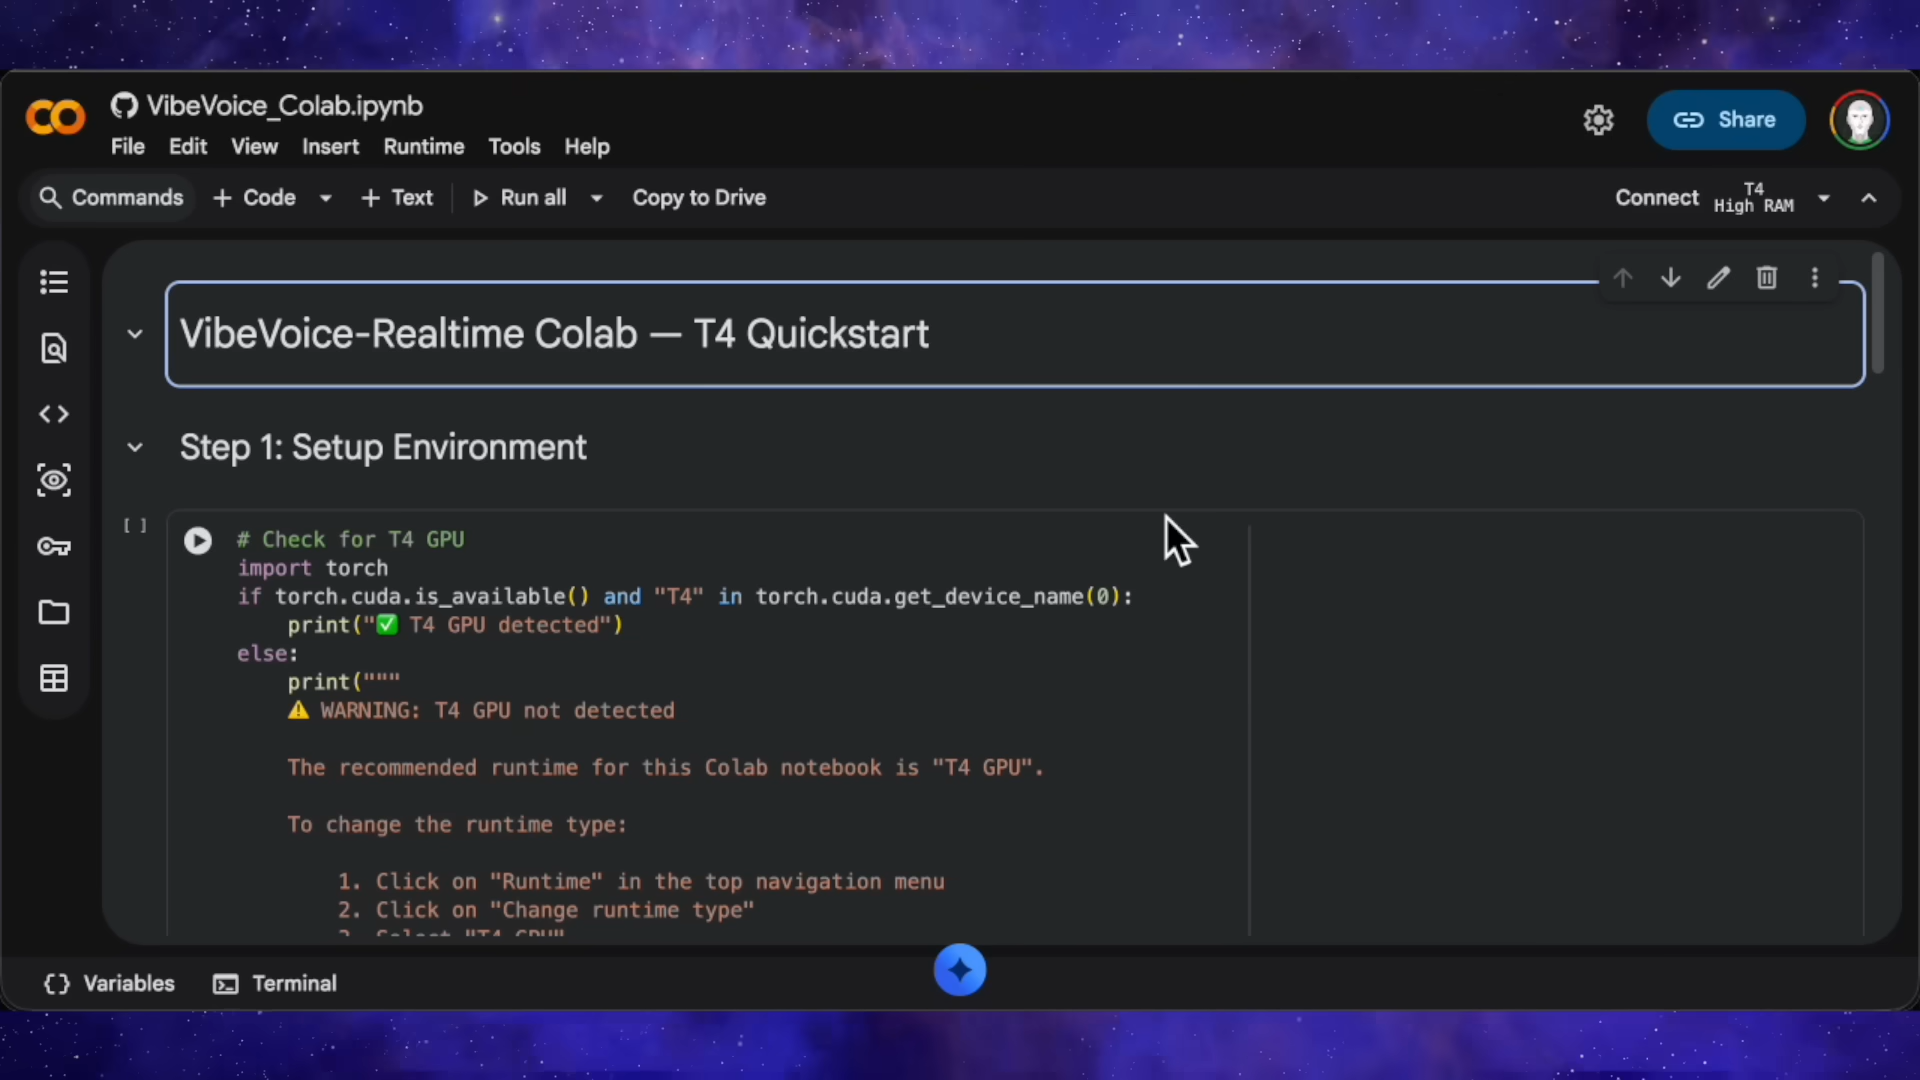 VibeVoice_Colab.ipynb
File Edit View Insert Runtime Tools Help
Share
Commands + Code + Text Run all Copy to Drive
Connect T4 High RAM
VibeVoice-Realtime Colab — T4 Quickstart
Step 1: Setup Environment
[ ]
# Check for T4 GPU
import torch
if torch.cuda.is_available() and "T4" in torch.cuda.get_device_name(0):
print("✅ T4 GPU detected")
else:
print("""
⚠️ WARNING: T4 GPU not detected
The recommended runtime for this Colab notebook is "T4 GPU".
To change the runtime type:
1. Click on "Runtime" in the top navigation menu
2. Click on "Change runtime type"
3. Select "T4 GPU"
{} Variables Terminal